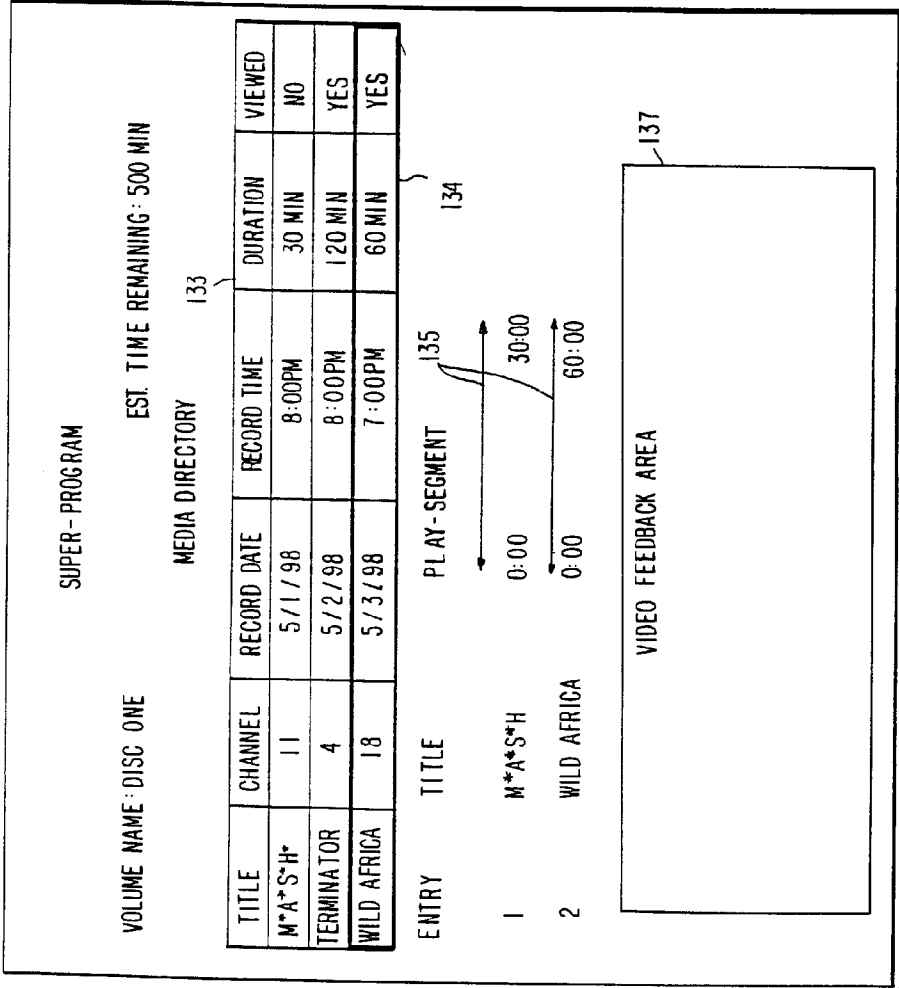 SUPER-PROGRAM
VOLUME NAME: DISC ONE EST. TIME REMAINING: 500 MIN
MEDIA DIRECTORY
133
TITLE CHANNEL RECORD DATE RECORD TIME DURATION VIEWED
M*A*S*H* 11 5/1/98 8:00PM 30 MIN NO
TERMINATOR 4 5/2/98 8:00PM 120 MIN YES
WILD AFRICA 18 5/3/98 7:00PM 60 MIN YES
134
ENTRY TITLE PLAY-SEGMENT 135
1 M*A*S*H 0:00 30:00
2 WILD AFRICA 0:00 60:00
137
VIDEO FEEDBACK AREA